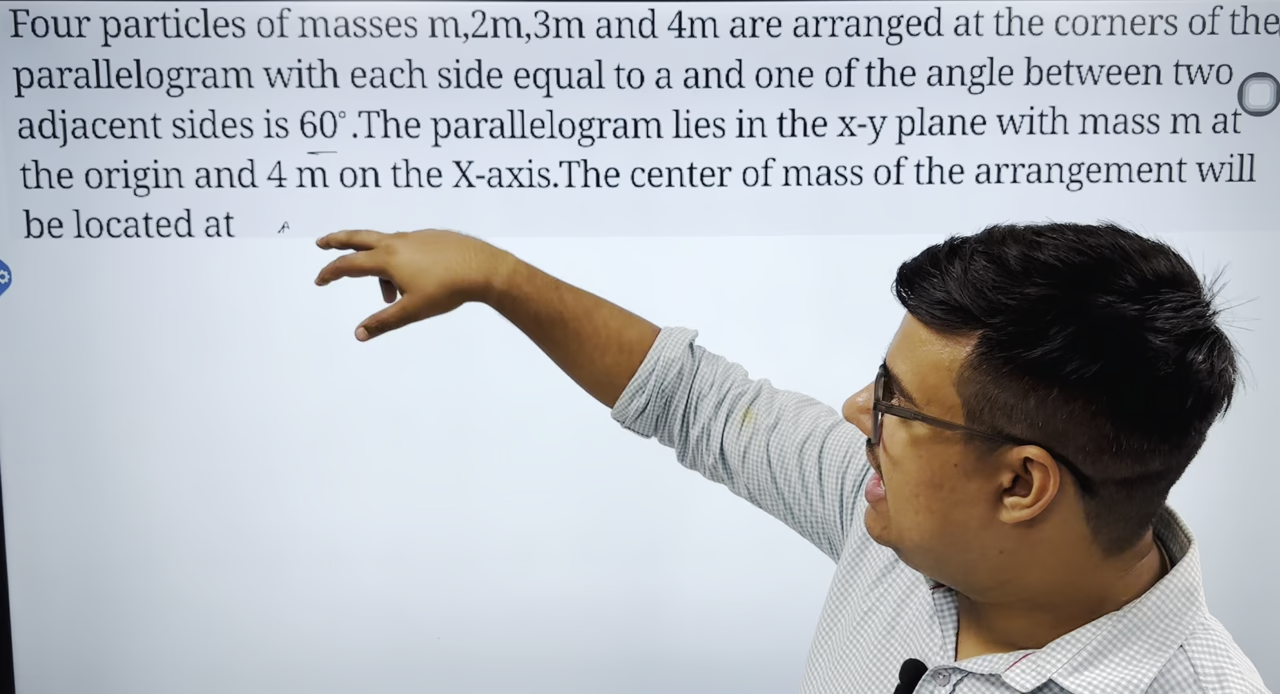 Four particles of masses m,2m,3m and 4m are arranged at the corners of the
parallelogram with each side equal to a and one of the angle between two
adjacent sides is 60°.The parallelogram lies in the x-y plane with mass m at
the origin and 4 m on the X-axis.The center of mass of the arrangement will
be located at